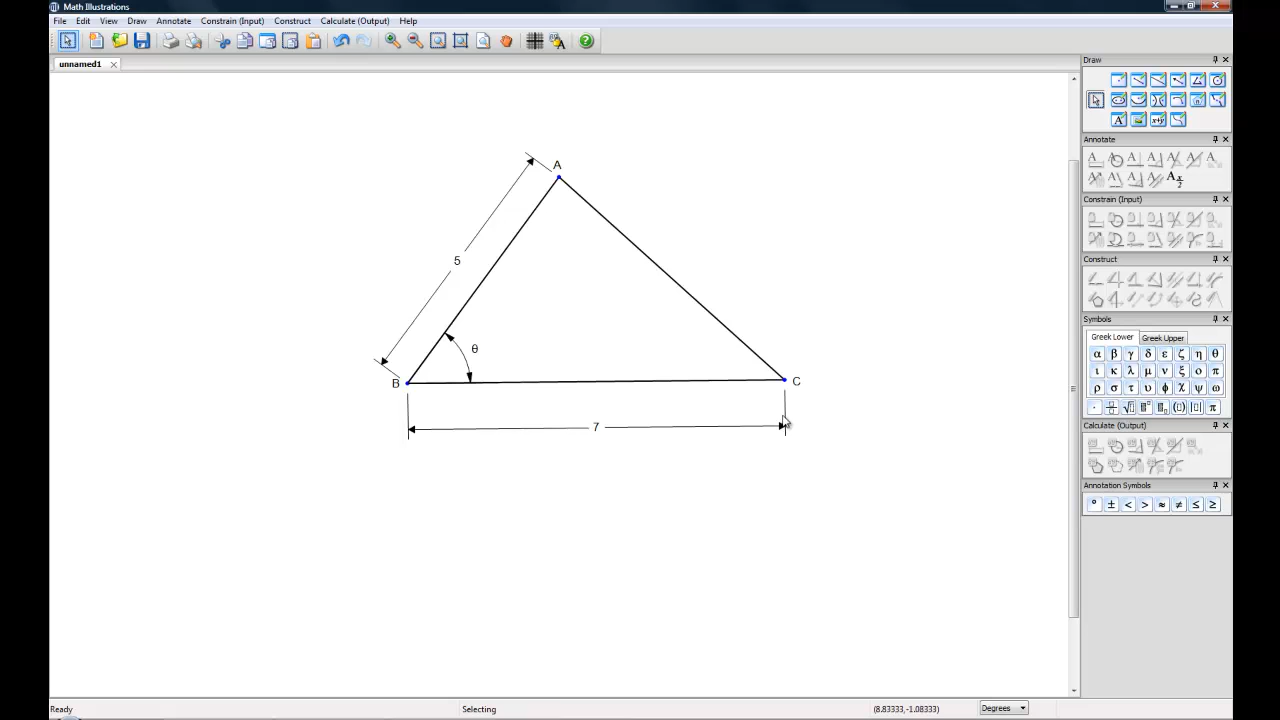 Math Illustrations
File Edit View Draw Annotate Constrain (Input) Construct Calculate (Output) Help
unnamed1
Draw
A
x+y
Annotate
Constrain (Input)
Construct
Symbols
Greek Lower Greek Upper
α β γ δ ε ζ η θ
ι κ λ μ ν ξ ο π
ρ σ τ υ ϕ χ ψ ω
π
Calculate (Output)
Annotation Symbols
° ± < > ≈ ≠ ≤ ≥
A
5
θ
B
C
7
Ready Selecting (8.83333,-1.08333) Degrees